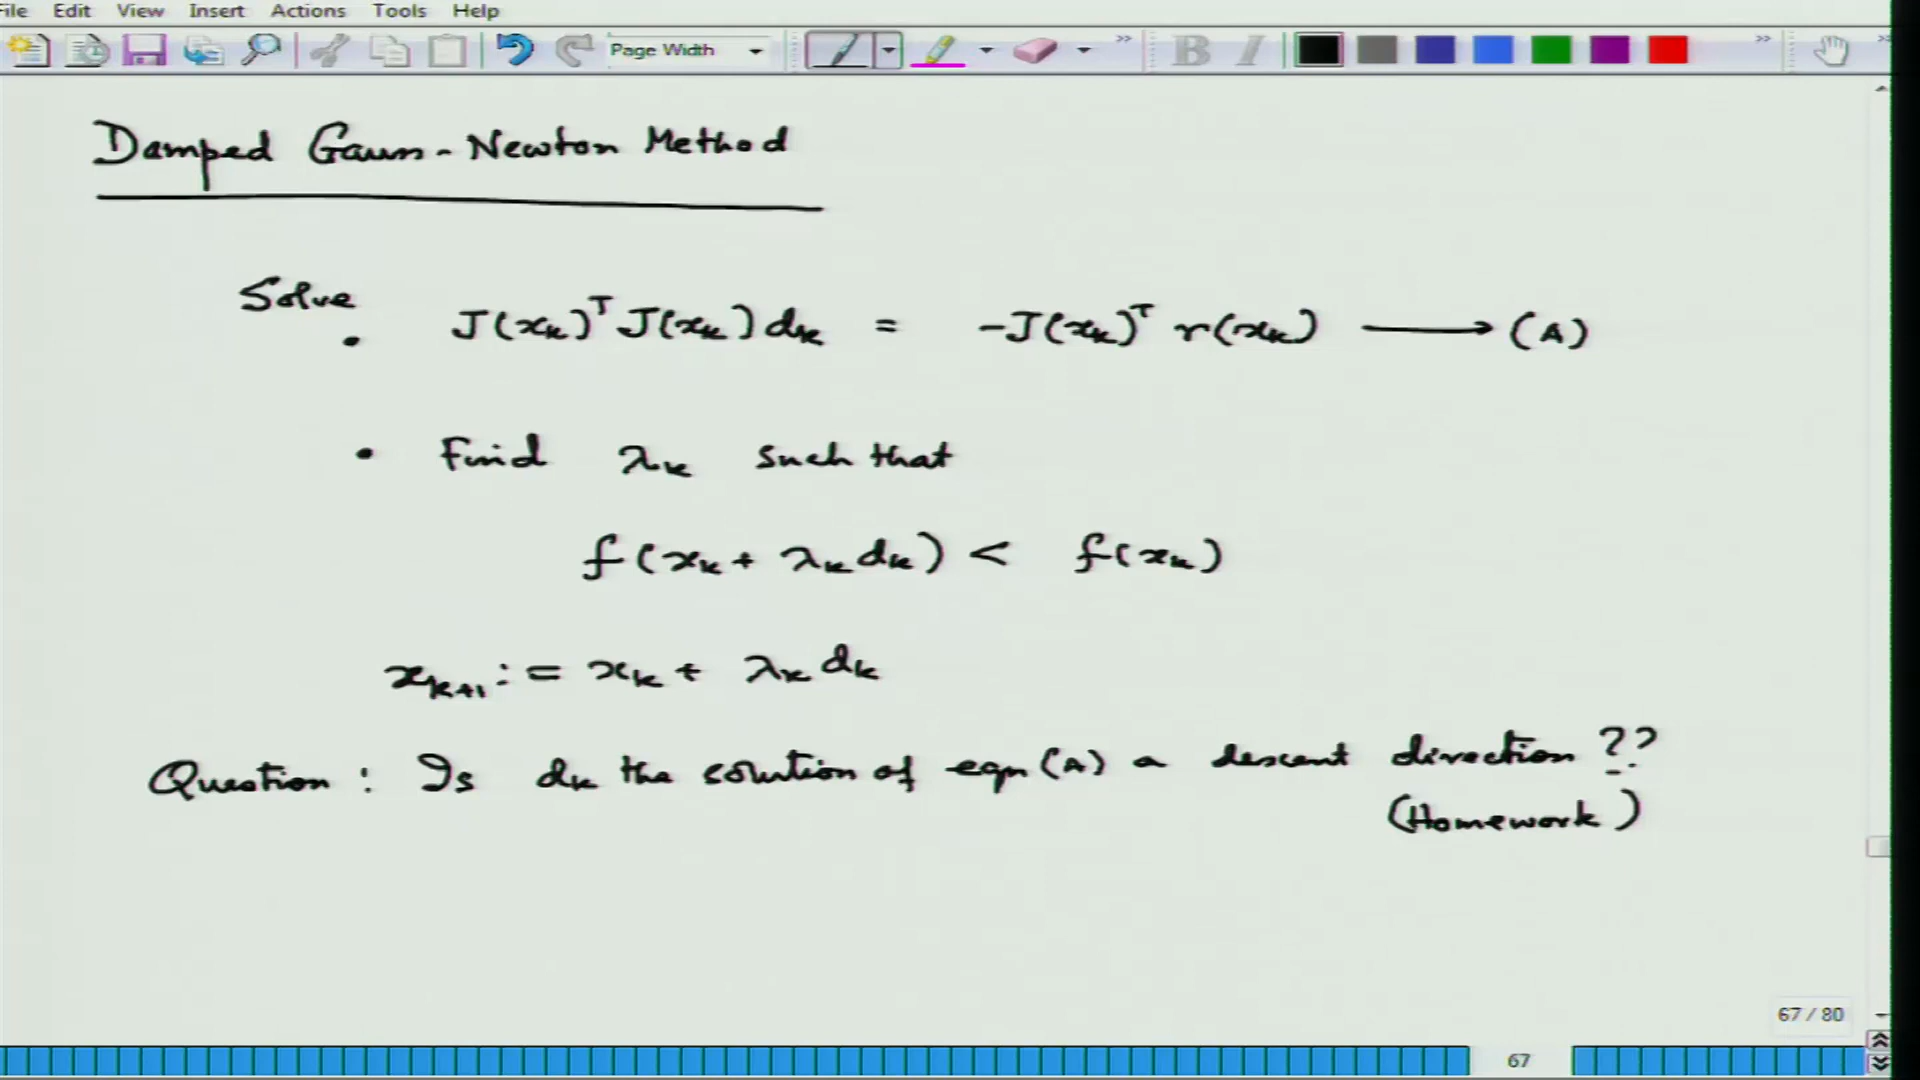 File Edit View Insert Actions Tools Help
Page Width
B I
Damped Gauss-Newton Method
Solve
• J(xₖ)ᵀ J(xₖ) dₖ = -J(xₖ)ᵀ r(xₖ) ⟶ (A)
• Find λₖ such that
f(xₖ + λₖ dₖ) < f(xₖ)
xₖ₊₁ := xₖ + λₖ dₖ
Question : Is dₖ the solution of eqn (A) a descent direction ??
(Homework)
67 / 80
67